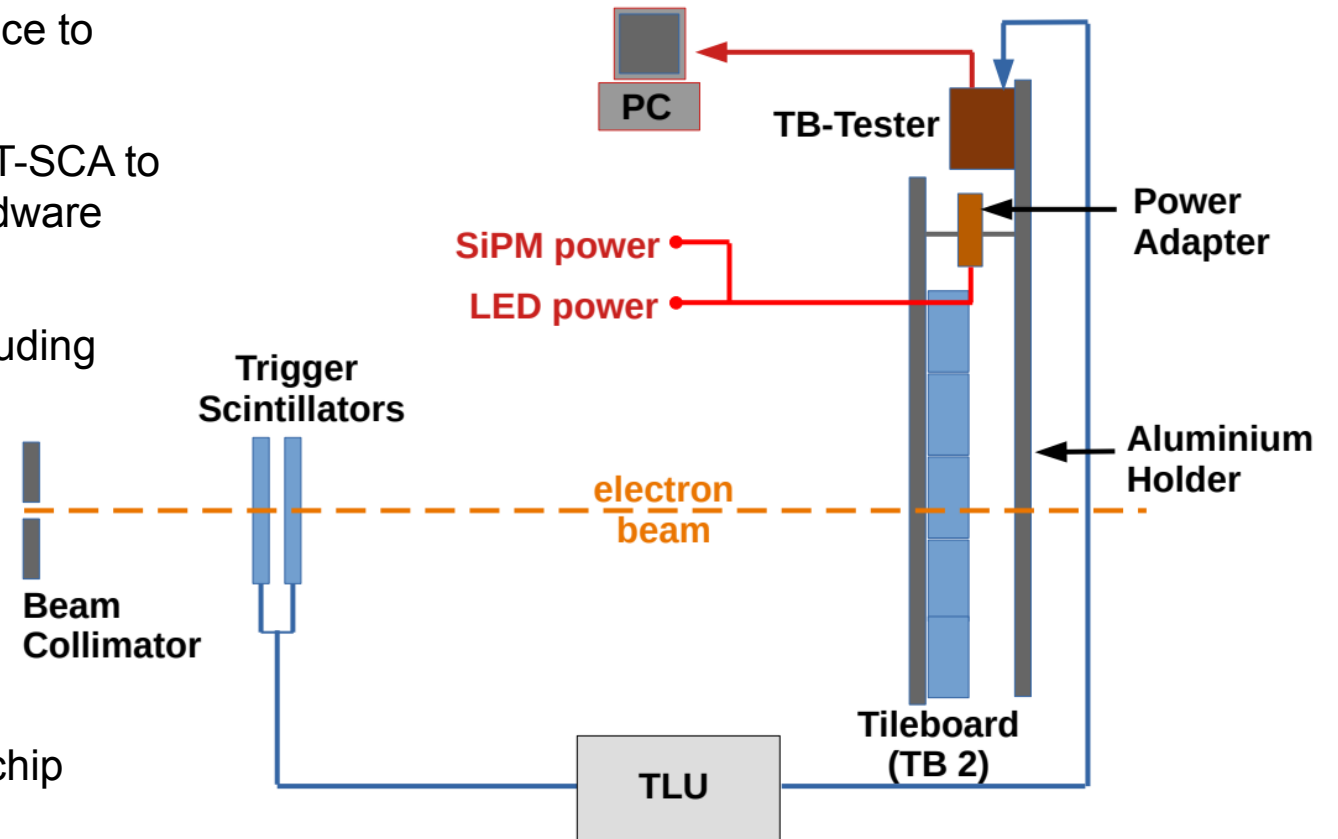 ce to
T-SCA to
dware
uding
chip
PC
TB-Tester
Power
Adapter
SiPM power
LED power
Trigger
Scintillators
Aluminium
Holder
electron
beam
Beam
Collimator
Tileboard
(TB 2)
TLU